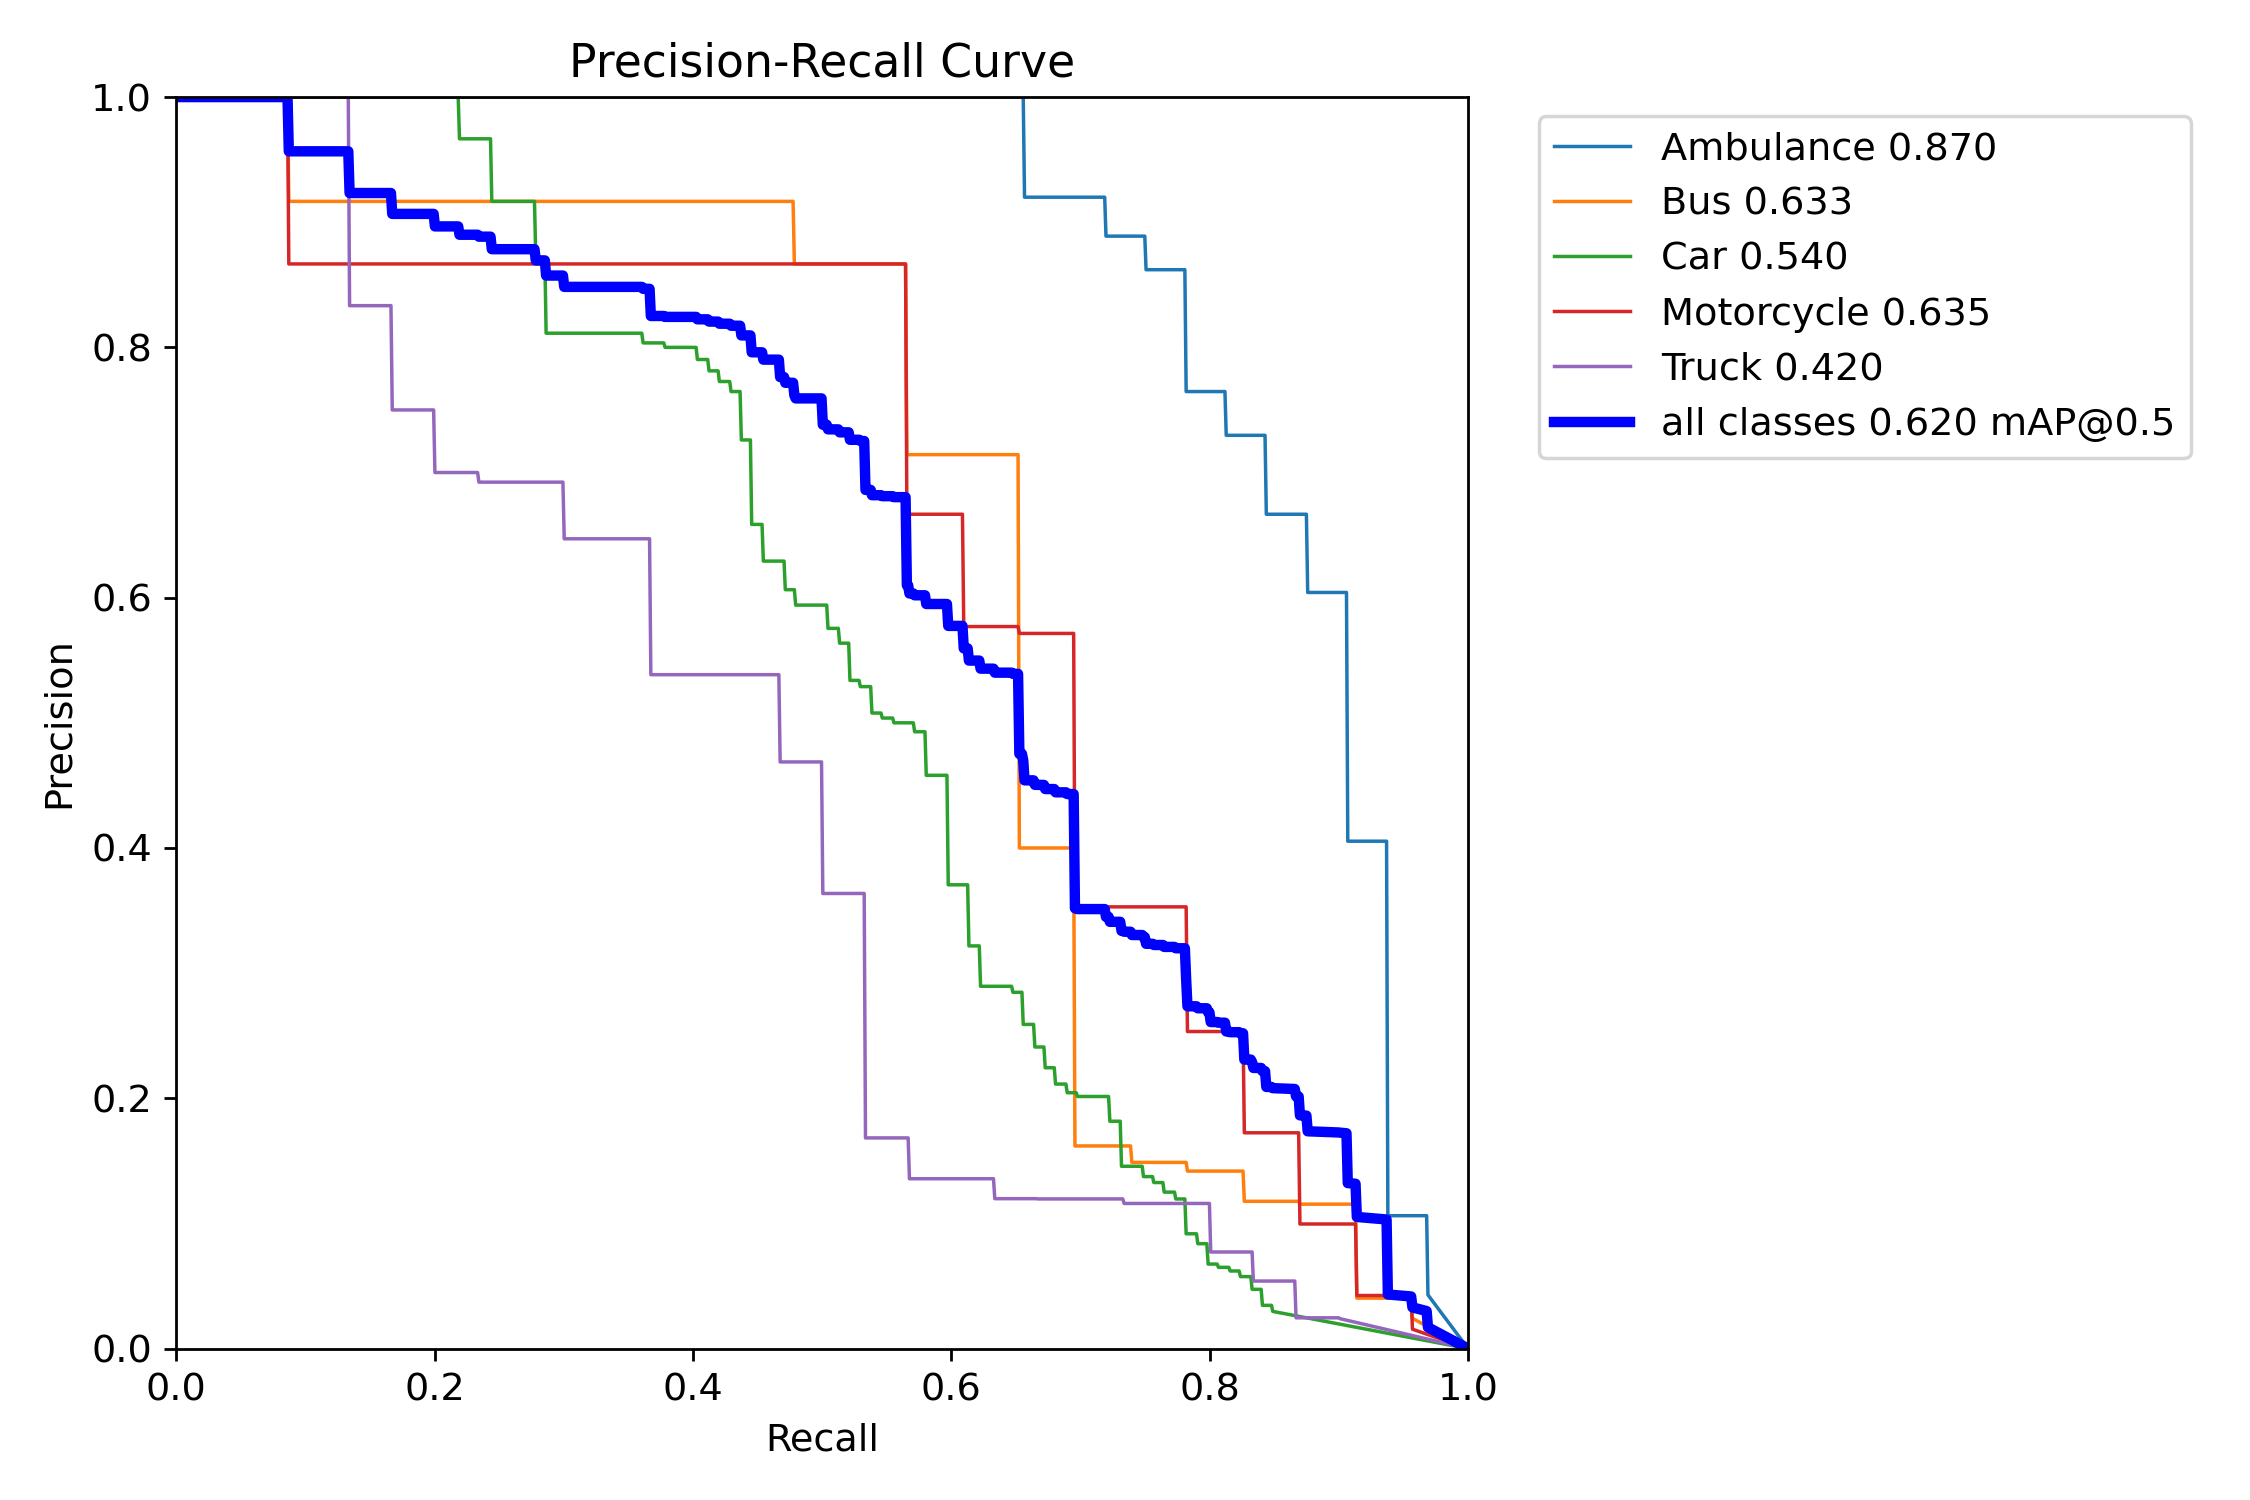 Precision-Recall Curve
1.0
0.8
0.6
0.4
0.2
0.0
Precision
0.0 0.2 0.4 0.6 0.8 1.0
Recall
Ambulance 0.870
Bus 0.633
Car 0.540
Motorcycle 0.635
Truck 0.420
all classes 0.620 mAP@0.5